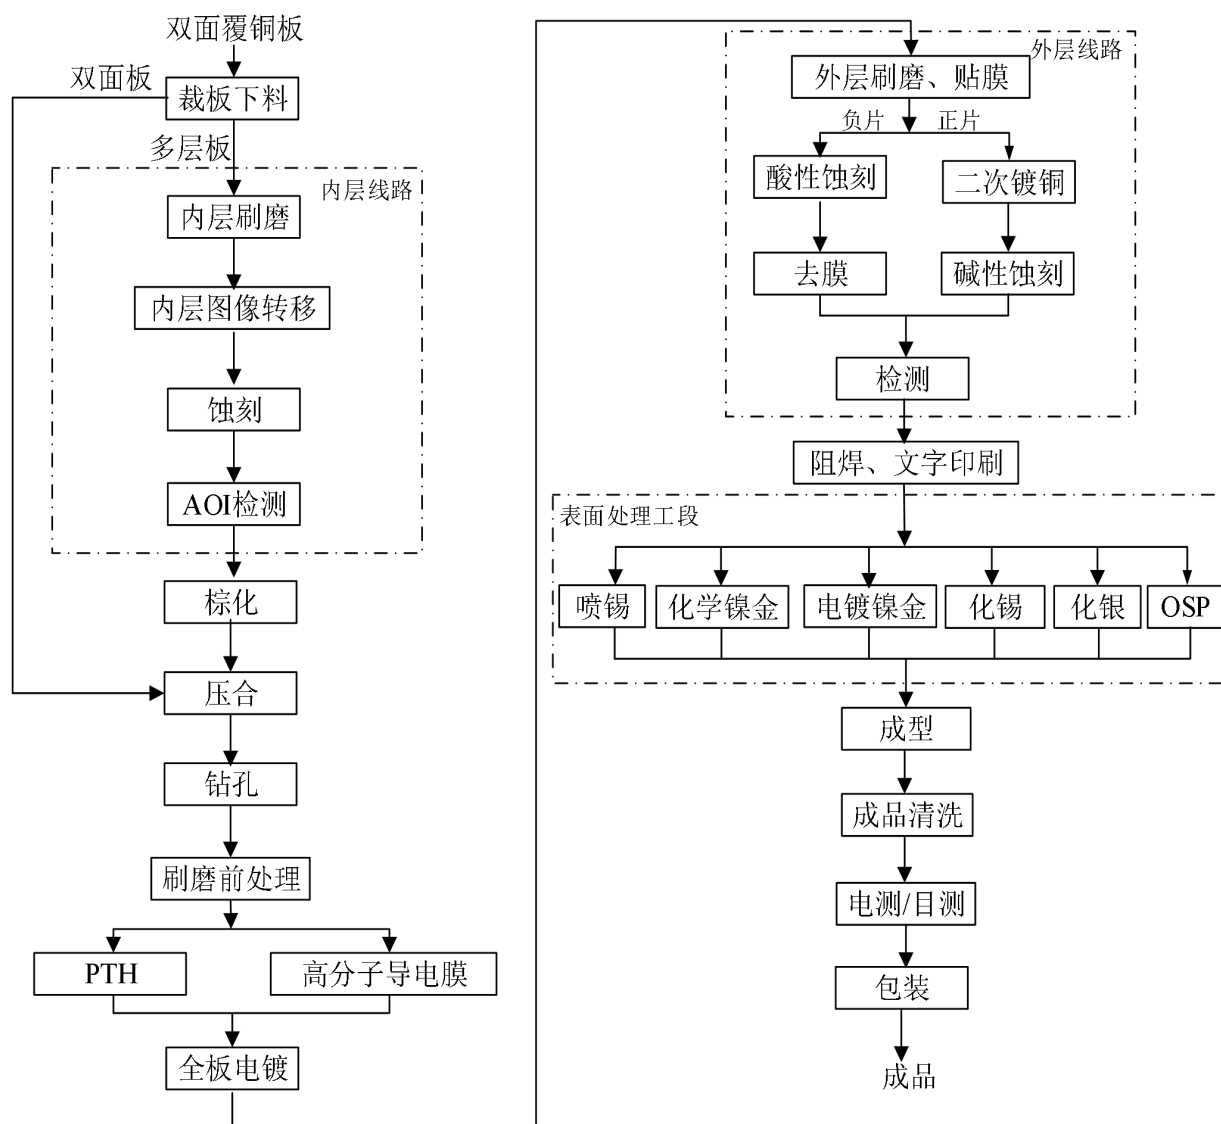 双面覆铜板
双面板
裁板下料
多层板
内层线路
内层刷磨
内层图像转移
蚀刻
AOI检测
棕化
压合
钻孔
刷磨前处理
PTH
高分子导电膜
全板电镀
外层线路
外层刷磨、贴膜
负片
正片
酸性蚀刻
二次镀铜
去膜
碱性蚀刻
检测
阻焊、文字印刷
表面处理工段
喷锡
化学镍金
电镀镍金
化锡
化银
OSP
成型
成品清洗
电测/目测
包装
成品